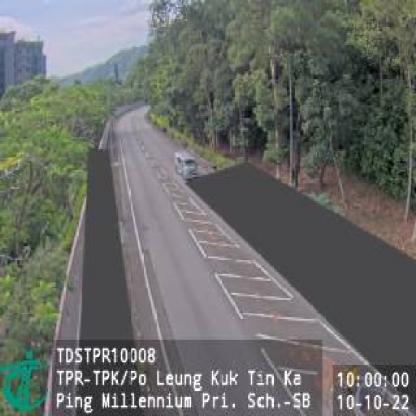 TDSTPR10008
TPR-TPK/Po Leung Kuk Tin Ka
Ping Millennium Pri. Sch.-SB
10:00:00
10-10-22